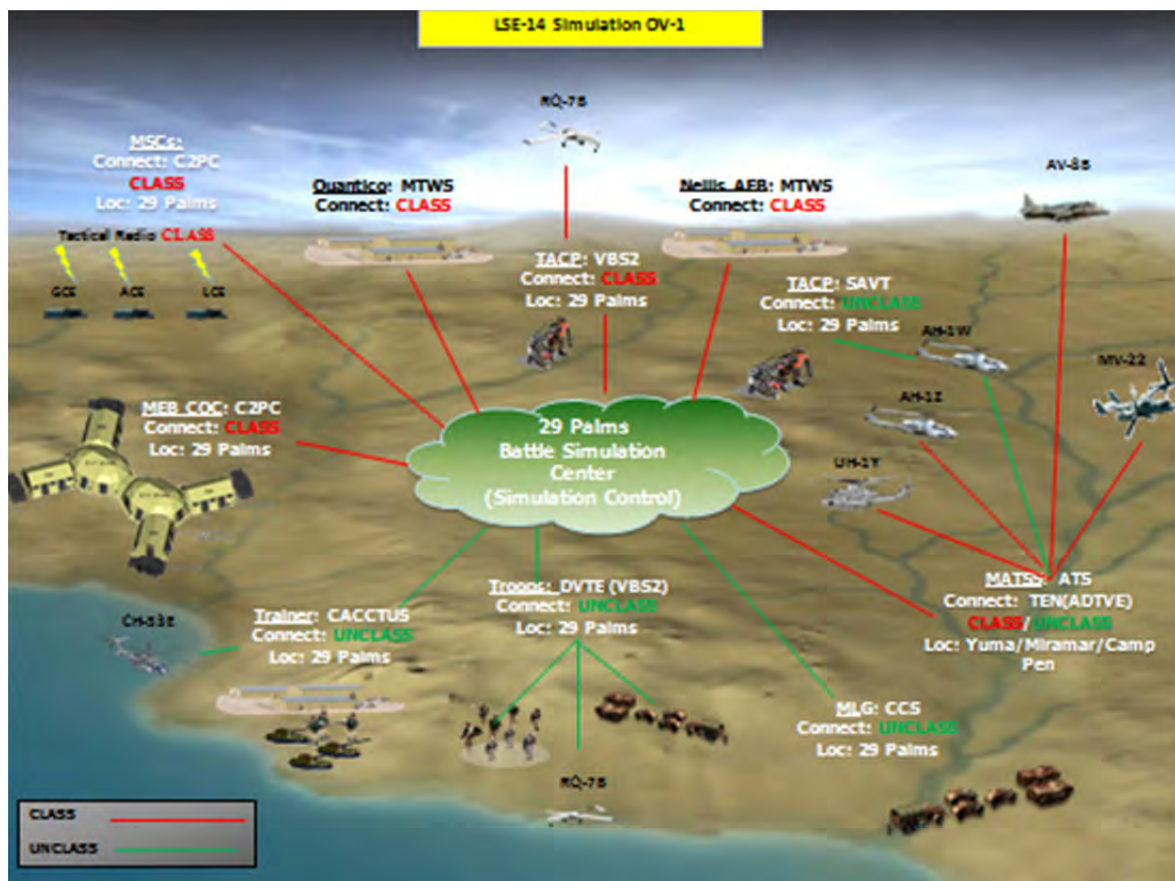 LSE-14 Simulation OV-1
RQ-7B
MSCs:
Connect: C2PC
CLASS
Loc: 29 Palms
Tactical Radio CLASS
GCE
ACE
LCE
Quantico: MTWS
Connect: CLASS
Nellis AFB: MTWS
Connect: CLASS
AV-8B
TACP: VBS2
Connect: CLASS
Loc: 29 Palms
TACP: SAVT
Connect: UNCLASS
Loc: 29 Palms
AH-1W
MV-22
AH-1Z
UH-1Y
MEB COC: C2PC
Connect: CLASS
Loc: 29 Palms
29 Palms
Battle Simulation
Center
(Simulation Control)
MATSS: ATS
Connect: TEN(ADTVE)
CLASS/UNCLASS
Loc: Yuma/Miramar/Camp
Pen
Troops: DVTE (VBS2)
Connect: UNCLASS
Loc: 29 Palms
CH-53E
Trainer: CACCTUS
Connect: UNCLASS
Loc: 29 Palms
MLG: CCS
Connect: UNCLASS
Loc: 29 Palms
RQ-7B
CLASS
UNCLASS